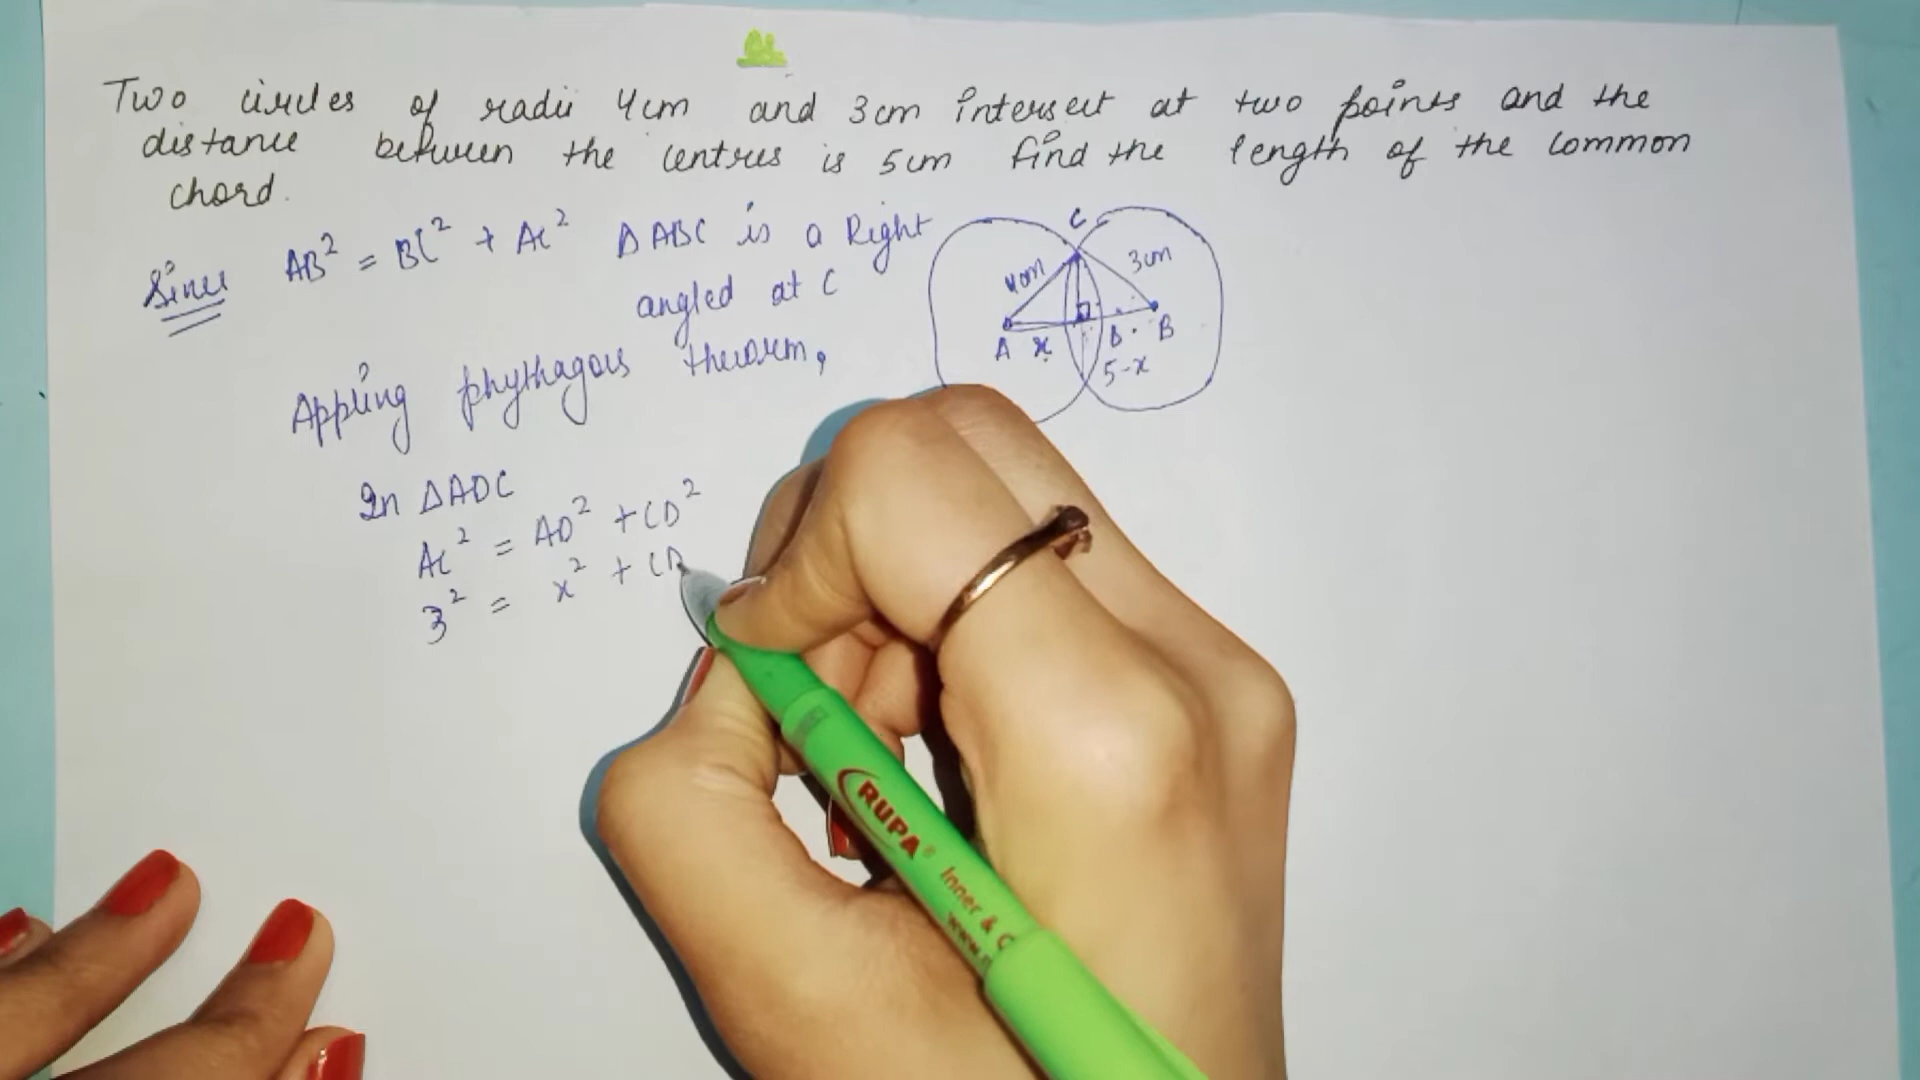 Two circles of radii 4cm and 3cm intersect at two points and the
distance between the centres is 5cm find the length of the common
chord.
Since AB² = BC² + AC² ΔABC is a Right
angled at C
Appling phythagous theorem,
In ΔADC
AC² = AD² + CD²
3² = x² + CD
C
4cm
3cm
A
x
D
B
5-x
RUPA®
Inner &
www.